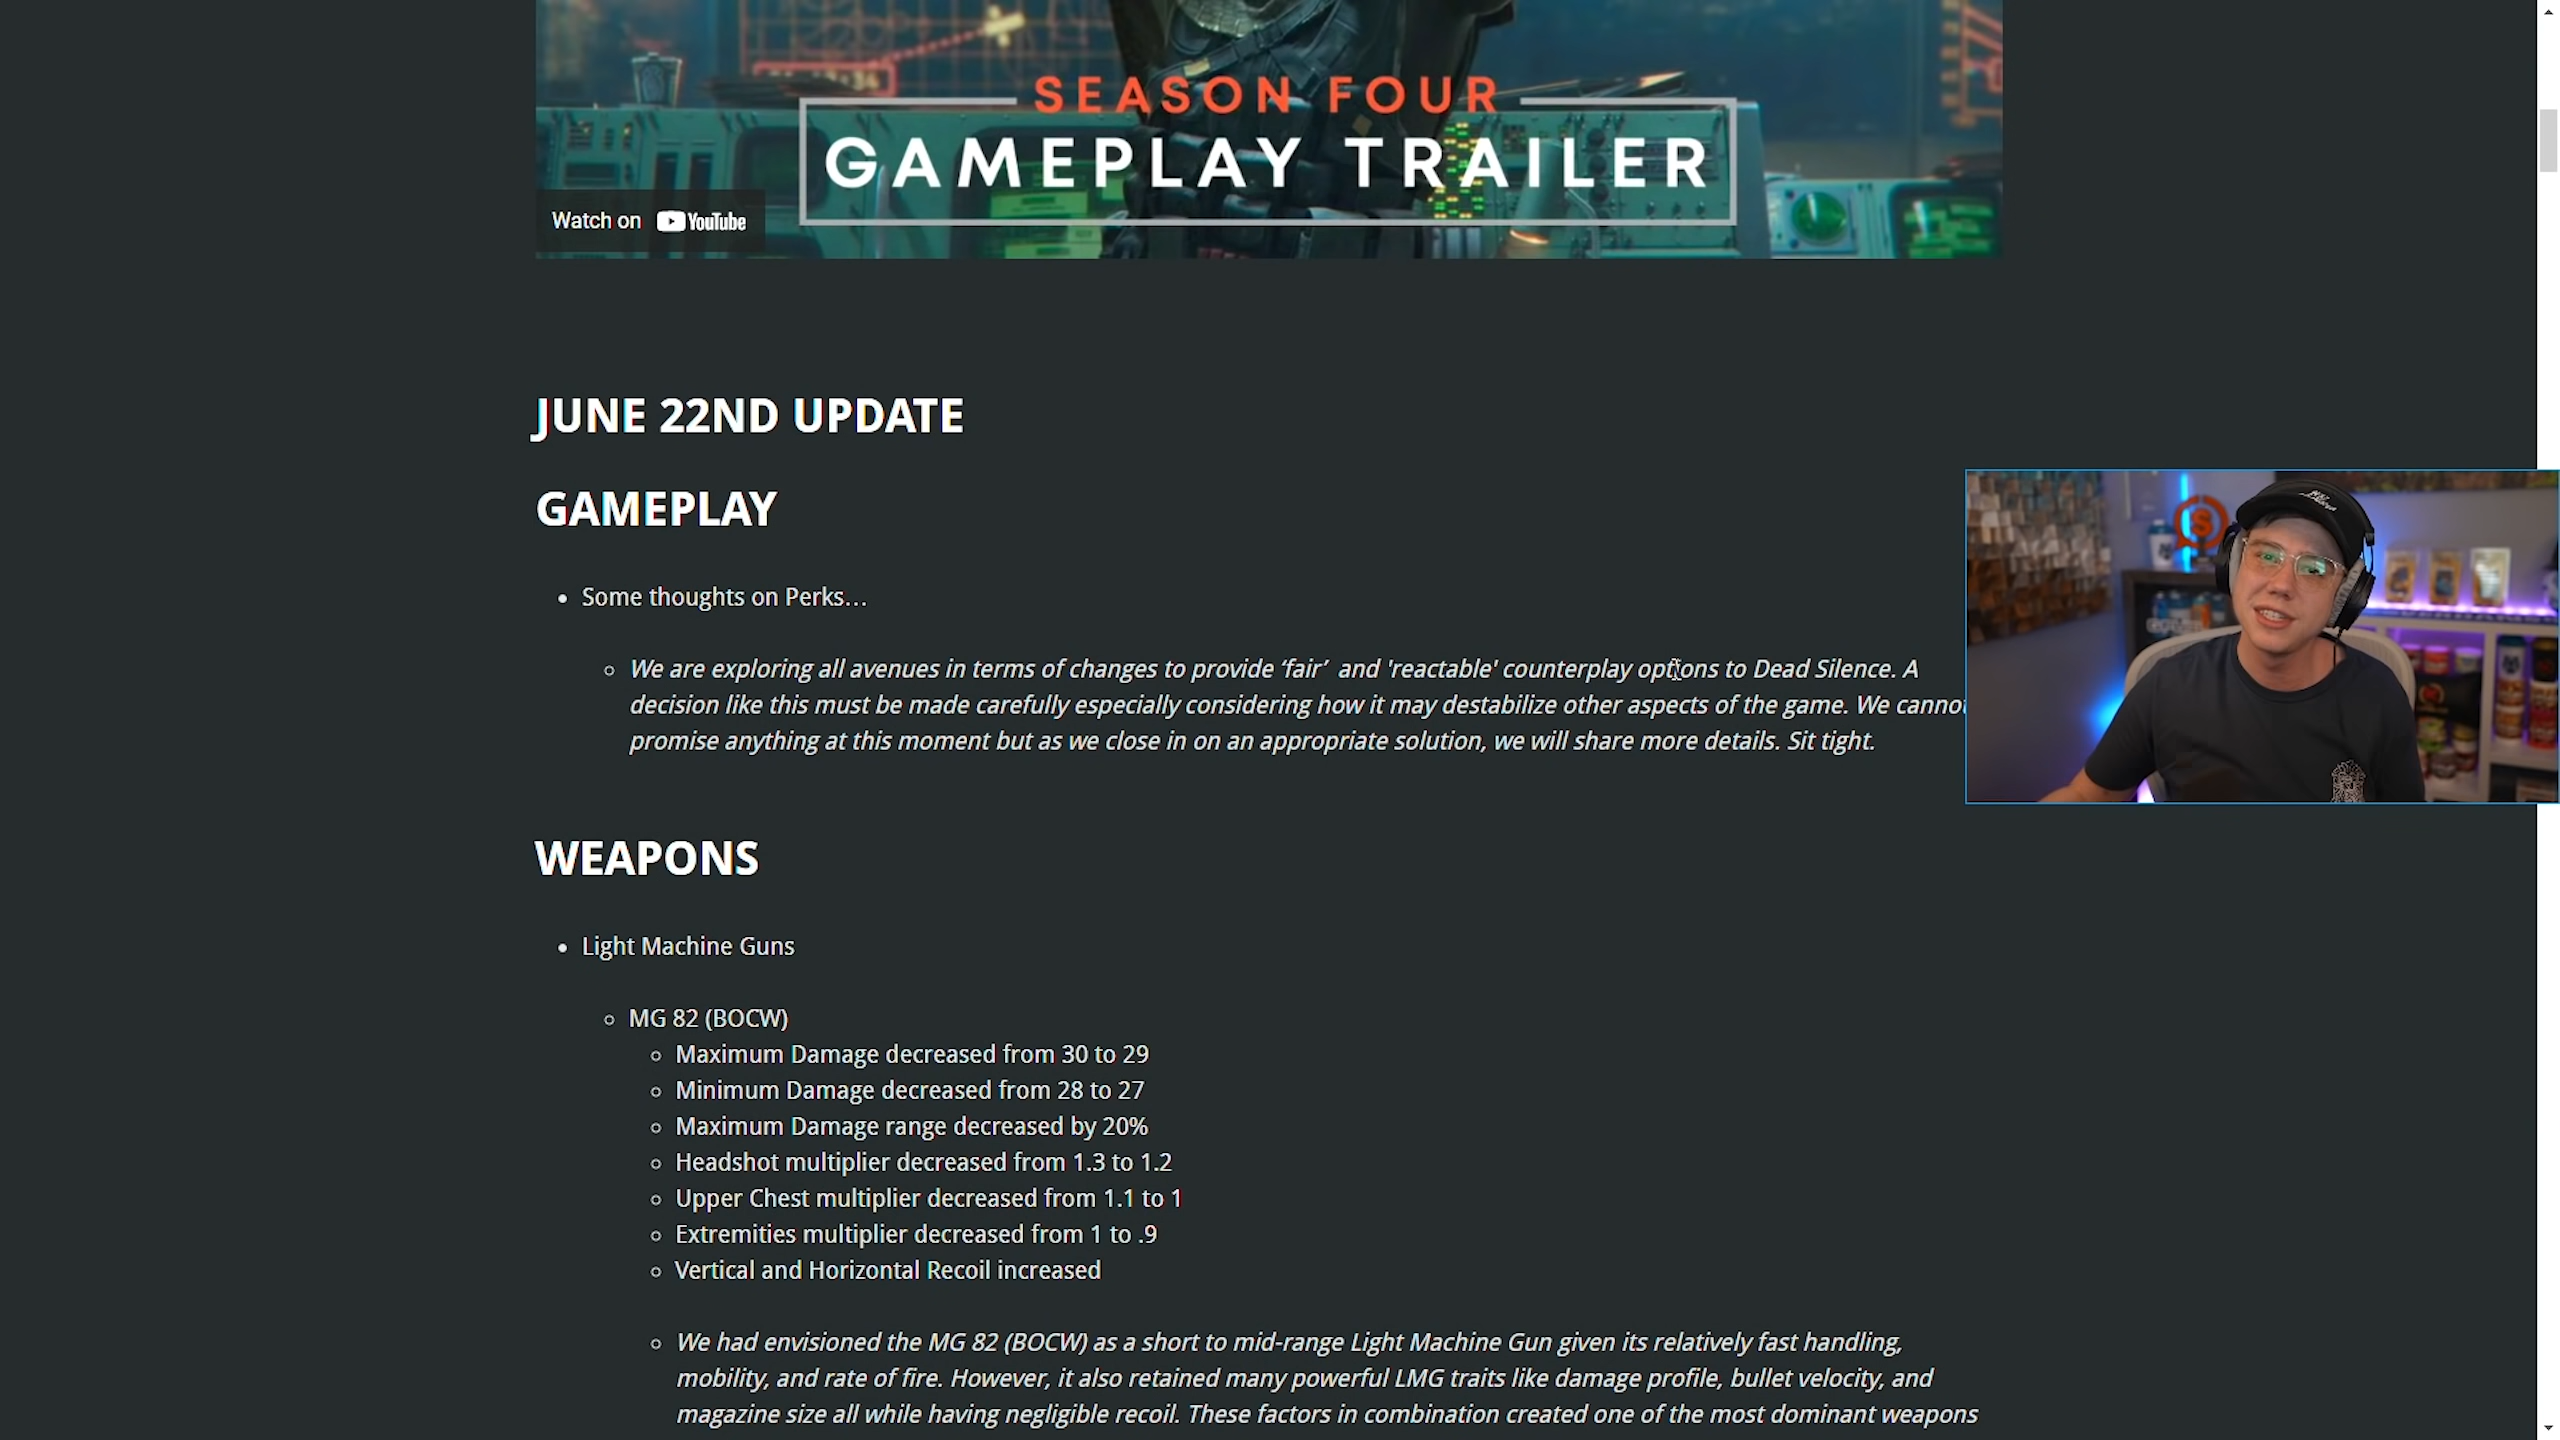 SEASON FOUR
GAMEPLAY TRAILER
Watch on YouTube
JUNE 22ND UPDATE
GAMEPLAY
• Some thoughts on Perks…
We are exploring all avenues in terms of changes to provide ‘fair’ and 'reactable' counterplay options to Dead Silence. A
decision like this must be made carefully especially considering how it may destabilize other aspects of the game. We cannot
promise anything at this moment but as we close in on an appropriate solution, we will share more details. Sit tight.
WEAPONS
• Light Machine Guns
MG 82 (BOCW)
Maximum Damage decreased from 30 to 29
Minimum Damage decreased from 28 to 27
Maximum Damage range decreased by 20%
Headshot multiplier decreased from 1.3 to 1.2
Upper Chest multiplier decreased from 1.1 to 1
Extremities multiplier decreased from 1 to .9
Vertical and Horizontal Recoil increased
We had envisioned the MG 82 (BOCW) as a short to mid-range Light Machine Gun given its relatively fast handling,
mobility, and rate of fire. However, it also retained many powerful LMG traits like damage profile, bullet velocity, and
magazine size all while having negligible recoil. These factors in combination created one of the most dominant weapons